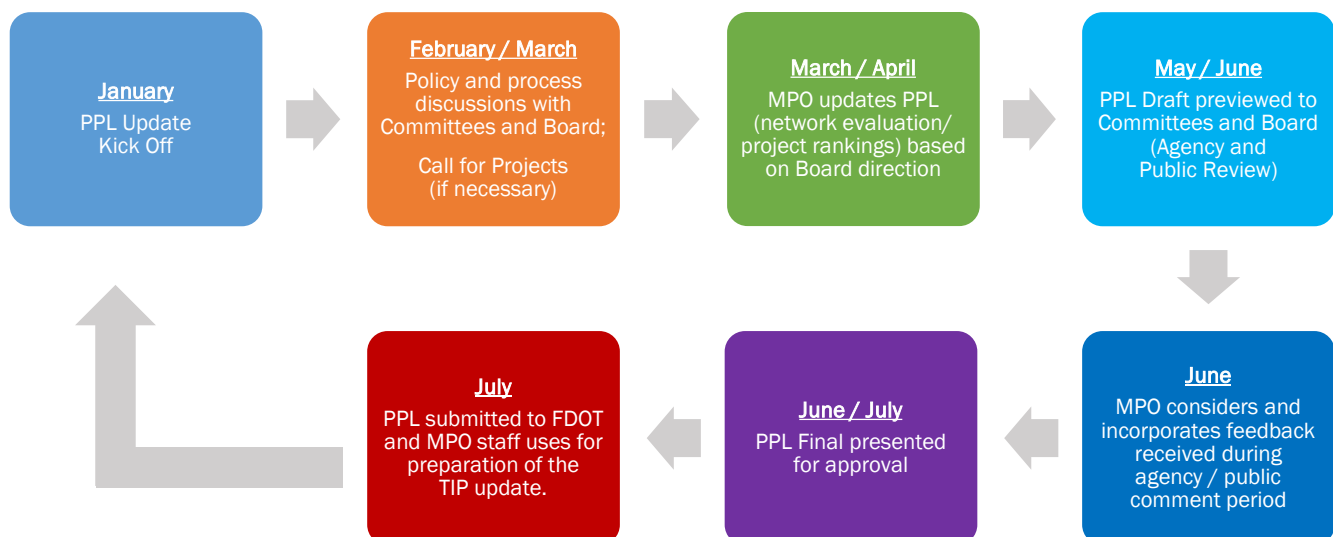 January
PPL Update
Kick Off
February / March
Policy and process
discussions with
Committees and Board;
Call for Projects
(if necessary)
March / April
MPO updates PPL
(network evaluation/
project rankings) based
on Board direction
May / June
PPL Draft previewed to
Committees and Board
(Agency and
Public Review)
June
MPO considers and
incorporates feedback
received during
agency / public
comment period
June / July
PPL Final presented
for approval
July
PPL submitted to FDOT
and MPO staff uses for
preparation of the
TIP update.